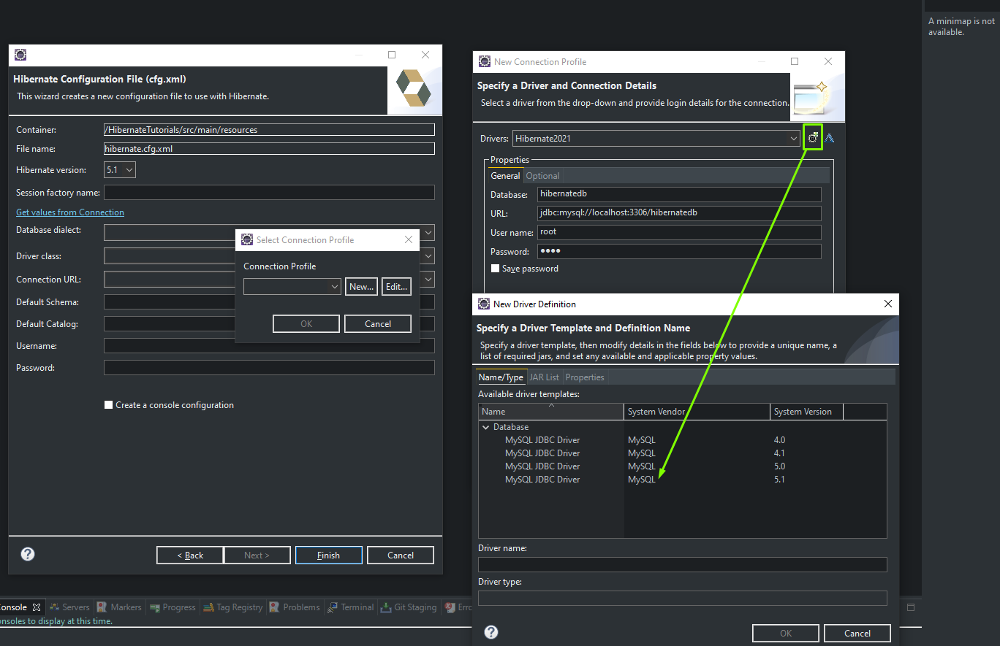 A minimap is not
available.
Hibernate Configuration File (cfg.xml)
This wizard creates a new configuration file to use with Hibernate.
Container: /HibernateTutorials/src/main/resources
File name: hibernate.cfg.xml
Hibernate version: 5.1
Session factory name:
Get values from Connection
Database dialect:
Driver class:
Connection URL:
Default Schema:
Default Catalog:
Username:
Password:
Create a console configuration
< Back Next > Finish Cancel
Select Connection Profile
Connection Profile
New... Edit...
OK Cancel
New Connection Profile
Specify a Driver and Connection Details
Select a driver from the drop-down and provide login details for the connection.
Drivers: Hibernate2021
Properties
General Optional
Database: hibernatedb
URL: jdbc:mysql://localhost:3306/hibernatedb
User name: root
Password: ●●●●
Save password
New Driver Definition
Specify a Driver Template and Definition Name
Specify a driver template, then modify details in the fields below to provide a unique name, a
list of required jars, and set any available and applicable property values.
Name/Type JAR List Properties
Available driver templates:
Name System Vendor System Version
Database
MySQL JDBC Driver MySQL 4.0
MySQL JDBC Driver MySQL 4.1
MySQL JDBC Driver MySQL 5.0
MySQL JDBC Driver MySQL 5.1
Driver name:
Driver type:
OK Cancel
onsole Servers Markers Progress Tag Registry Problems Terminal Git Staging Erro
onsoles to display at this time.